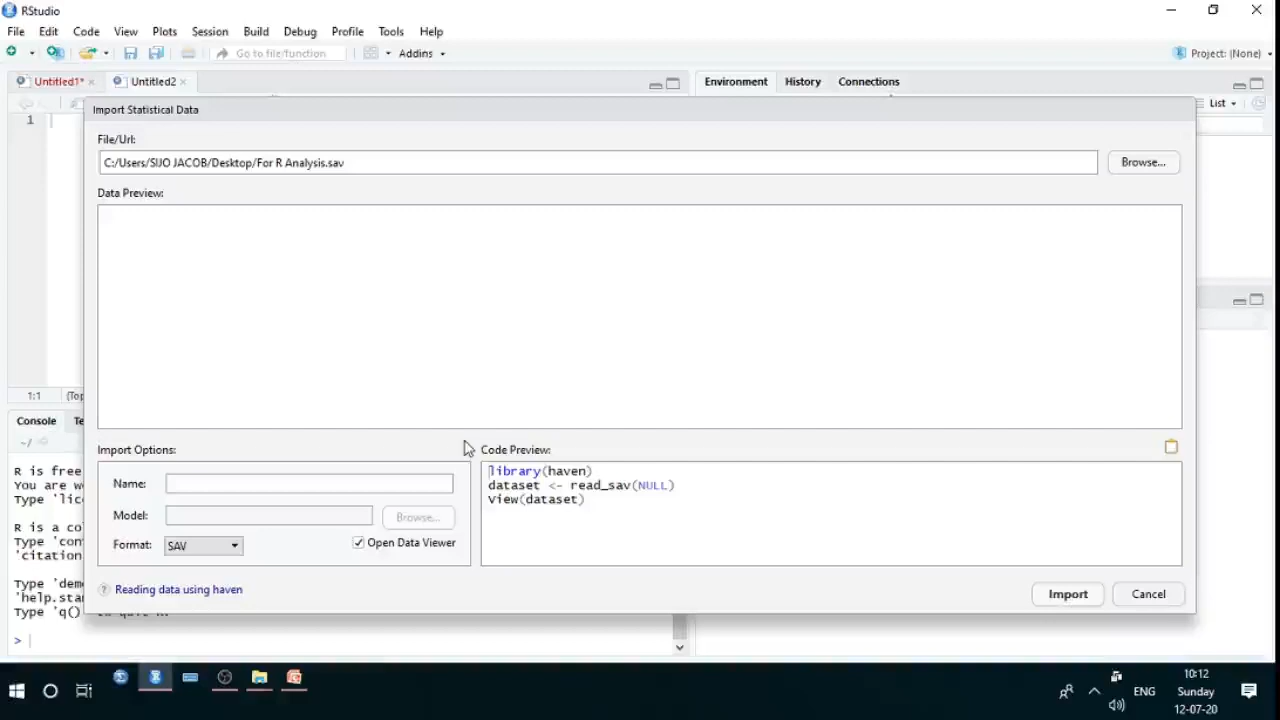 RStudio
File Edit Code View Plots Session Build Debug Profile Tools Help
Go to file/function
Addins
Project: (None)
Untitled1*
Untitled2
Environment History Connections
List
Import Statistical Data
File/Url:
C:/Users/SIJO JACOB/Desktop/For R Analysis.sav
Browse...
Data Preview:
1
1:1
(Top
Console
Te
~/
R is free
You are we
Type 'lic
R is a co
Type 'con
'citation
Type 'dem
'help.sta
Type 'q()
>
Import Options:
Name:
Model:
Browse...
Format:
SAV
Open Data Viewer
Code Preview:
library(haven)
dataset <- read_sav(NULL)
View(dataset)
Reading data using haven
Import
Cancel
ENG
10:12
Sunday
12-07-20